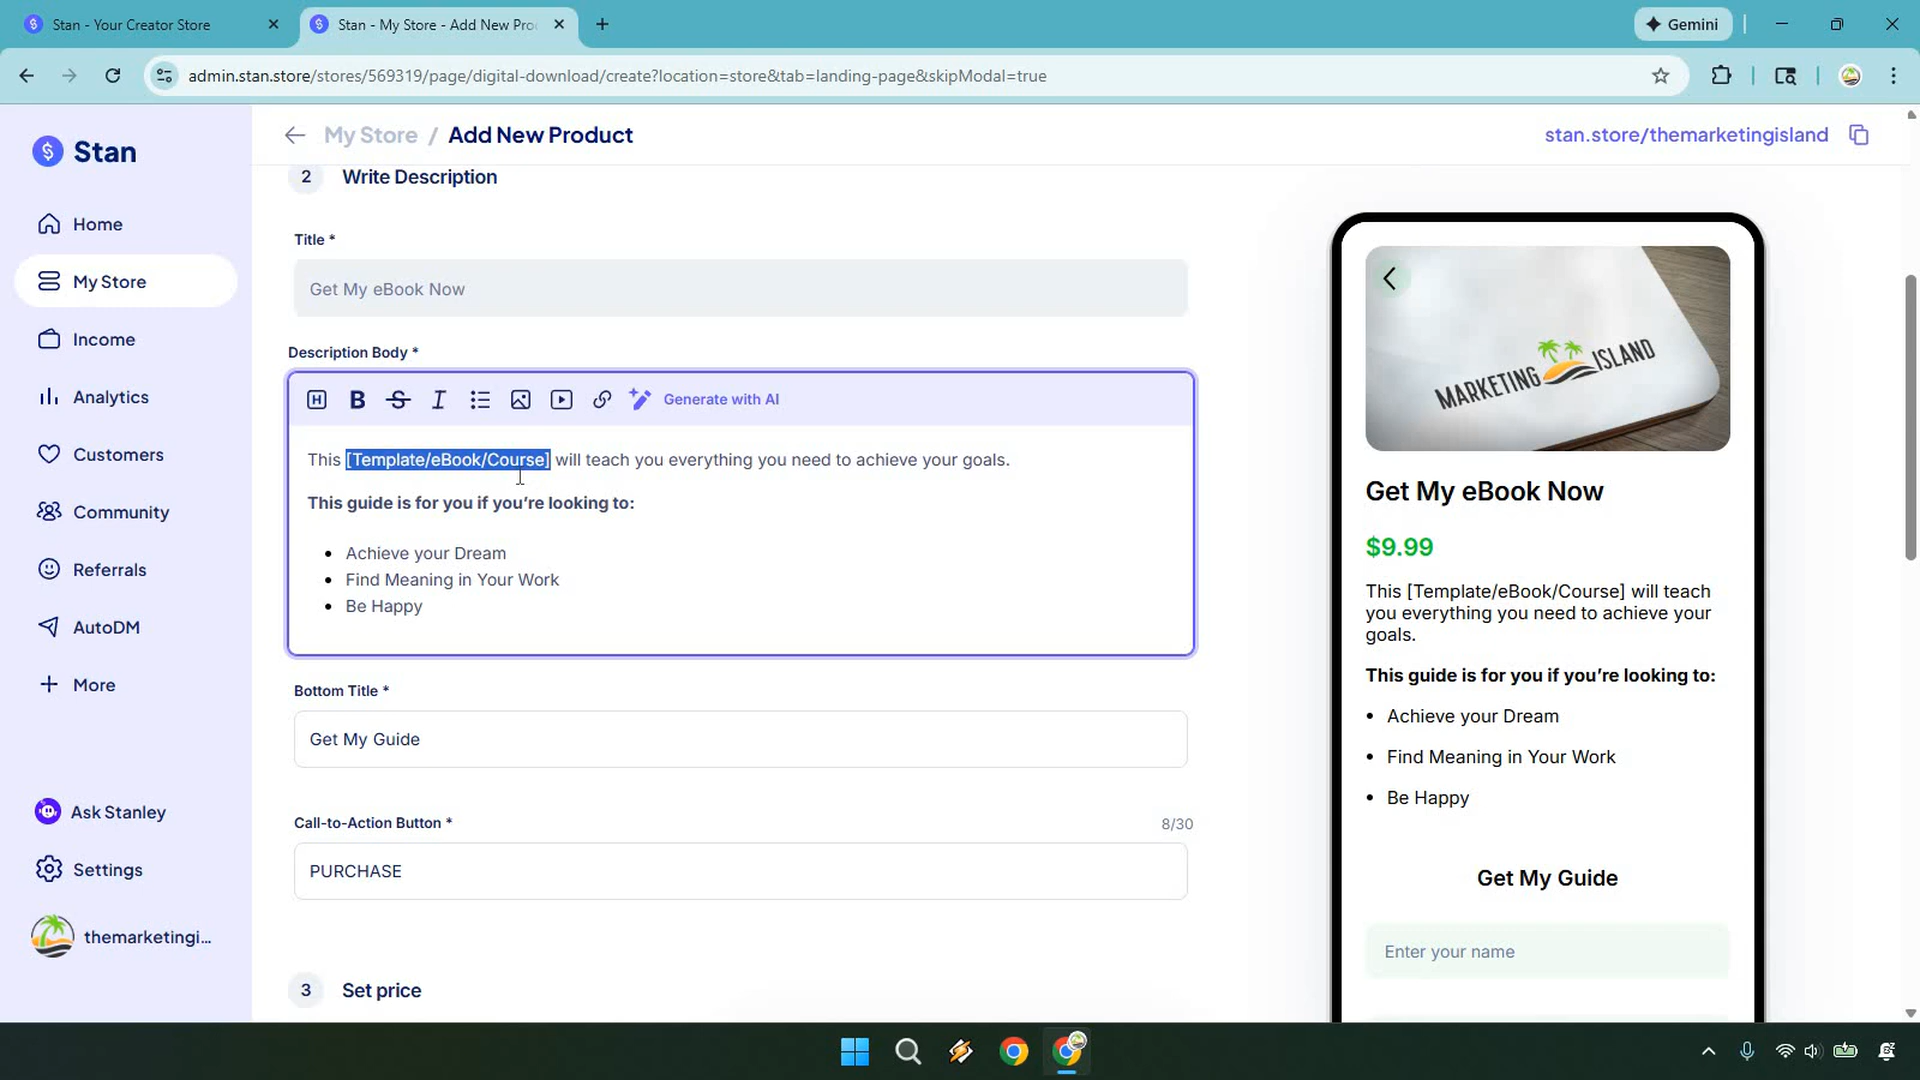 Stan - Your Creator Store
Stan - My Store - Add New Pro
Gemini
admin.stan.store/stores/569319/page/digital-download/create?location=store&tab=landing-page&skipModal=true
Stan
My Store / Add New Product
stan.store/themarketingisland
Home
My Store
Income
Analytics
Customers
Community
Referrals
AutoDM
More
Ask Stanley
Settings
themarketingi...
2 Write Description
Title *
Get My eBook Now
Description Body *
H B S I Generate with AI
This [Template/eBook/Course] will teach you everything you need to achieve your goals.
This guide is for you if you’re looking to:
• Achieve your Dream
• Find Meaning in Your Work
• Be Happy
Bottom Title *
Get My Guide
Call-to-Action Button *
8/30
PURCHASE
3 Set price
MARKETING ISLAND
Get My eBook Now
$9.99
This [Template/eBook/Course] will teach
you everything you need to achieve your
goals.
This guide is for you if you’re looking to:
• Achieve your Dream
• Find Meaning in Your Work
• Be Happy
Get My Guide
Enter your name